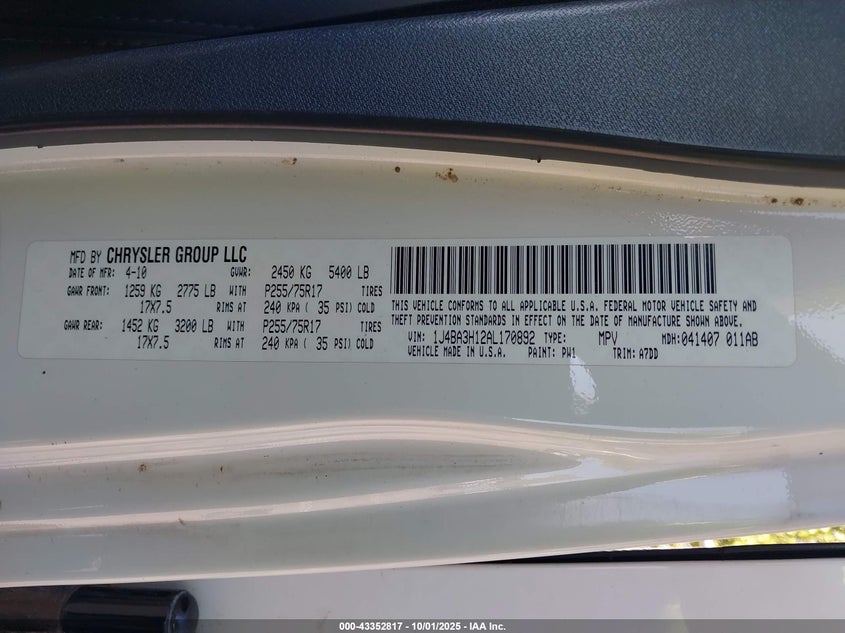 MFD BY CHRYSLER GROUP LLC
DATE OF MFR: 4-10 GVWR: 2450 KG 5400 LB
GAWR FRONT: 1259 KG 2775 LB WITH P255/75R17 TIRES
17X7.5 RIMS AT 240 KPA ( 35 PSI) COLD
GAWR REAR: 1452 KG 3200 LB WITH P255/75R17 TIRES
17X7.5 RIMS AT 240 KPA ( 35 PSI) COLD
THIS VEHICLE CONFORMS TO ALL APPLICABLE U.S.A. FEDERAL MOTOR VEHICLE SAFETY AND
THEFT PREVENTION STANDARDS IN EFFECT ON THE DATE OF MANUFACTURE SHOWN ABOVE.
VIN: 1J4BA3H12AL170892 TYPE: MPV MDH: 041407 011AB
VEHICLE MADE IN U.S.A. PAINT: PW1 TRIM: A7DD
000-43352817 - 10/01/2025 - IAA Inc.